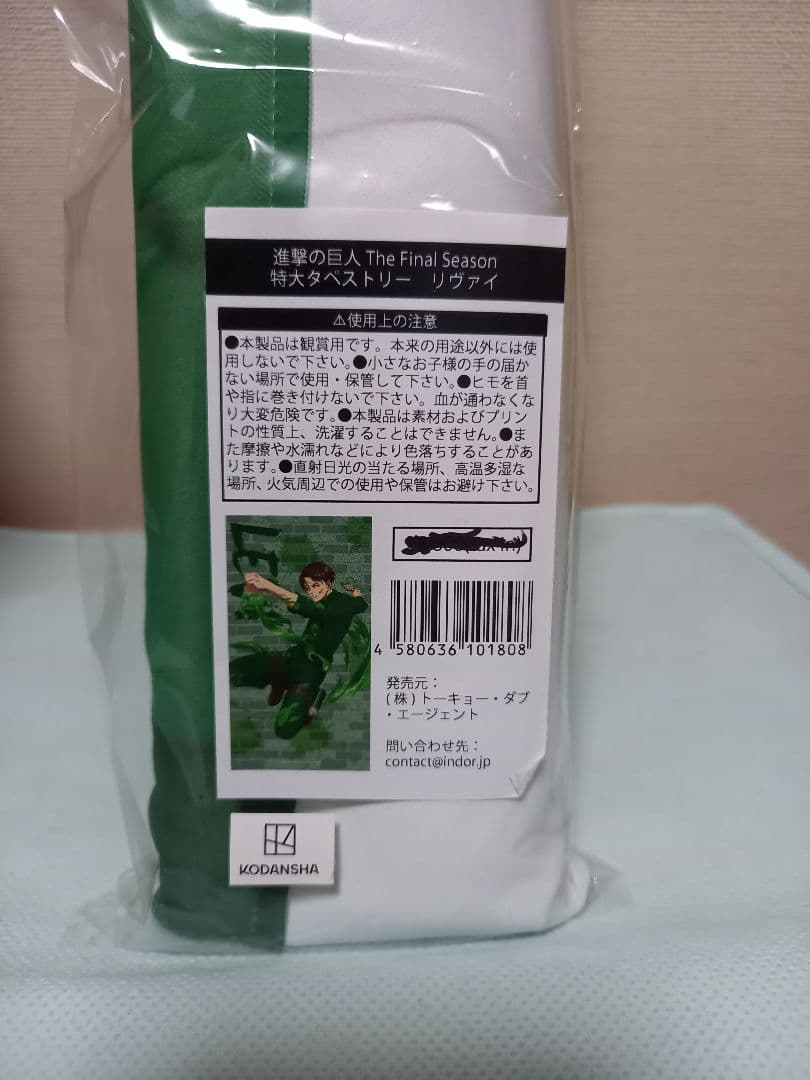 進撃の巨人 The Final Season
特大タペストリー リヴァイ
⚠使用上の注意
●本製品は観賞用です。本来の用途以外には使
用しないで下さい。●小さなお子様の手の届か
ない場所で使用・保管して下さい。●ヒモを首
や指に巻き付けないで下さい。血が通わなくな
り大変危険です。●本製品は素材およびプリン
トの性質上、洗濯することはできません。●ま
た摩擦や水濡れなどにより色落ちすることがあ
ります。●直射日光の当たる場所、高温多湿な
場所、火気周辺での使用や保管はお避け下さい。
LE
4 580636 101808
発売元：
(株)トーキョー・ダブ
・エージェント
問い合わせ先：
contact@indor.jp
KODANSHA